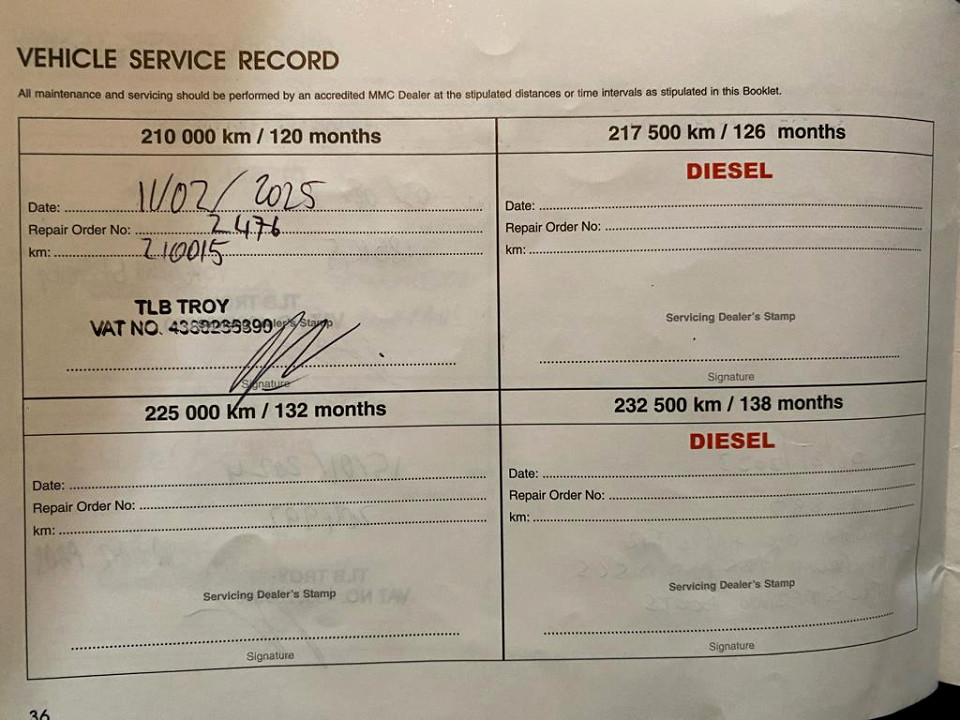 VEHICLE SERVICE RECORD
All maintenance and servicing should be performed by an accredited MMC Dealer at the stipulated distances or time intervals as stipulated in this Booklet.
210 000 km / 120 months
Date: 11/02/2025
Repair Order No: 2476
km: 210015
TLB TROY
VAT NO.
Signature
217 500 km / 126 months
DIESEL
Date:
Repair Order No:
km:
Servicing Dealer's Stamp
Signature
225 000 km / 132 months
Date:
Repair Order No:
km:
Servicing Dealer's Stamp
Signature
232 500 km / 138 months
DIESEL
Date:
Repair Order No:
km:
Servicing Dealer's Stamp
Signature
36